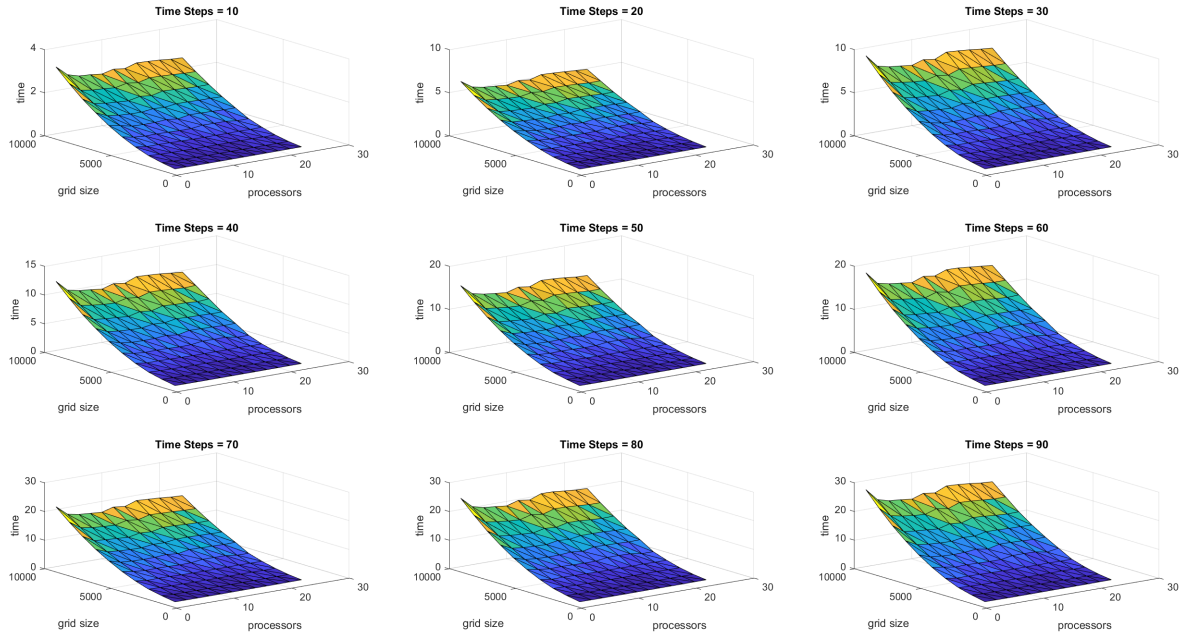 Time Steps = 10
4
2
0
time
10000
5000
0
grid size
0
10
20
30
processors
Time Steps = 20
10
5
0
time
10000
5000
0
grid size
0
10
20
30
processors
Time Steps = 30
10
5
0
time
10000
5000
0
grid size
0
10
20
30
processors
Time Steps = 40
15
10
5
0
time
10000
5000
0
grid size
0
10
20
30
processors
Time Steps = 50
20
10
0
time
10000
5000
0
grid size
0
10
20
30
processors
Time Steps = 60
20
10
0
time
10000
5000
0
grid size
0
10
20
30
processors
Time Steps = 70
30
20
10
0
time
10000
5000
0
grid size
0
10
20
30
processors
Time Steps = 80
30
20
10
0
time
10000
5000
0
grid size
0
10
20
30
processors
Time Steps = 90
30
20
10
0
time
10000
5000
0
grid size
0
10
20
30
processors